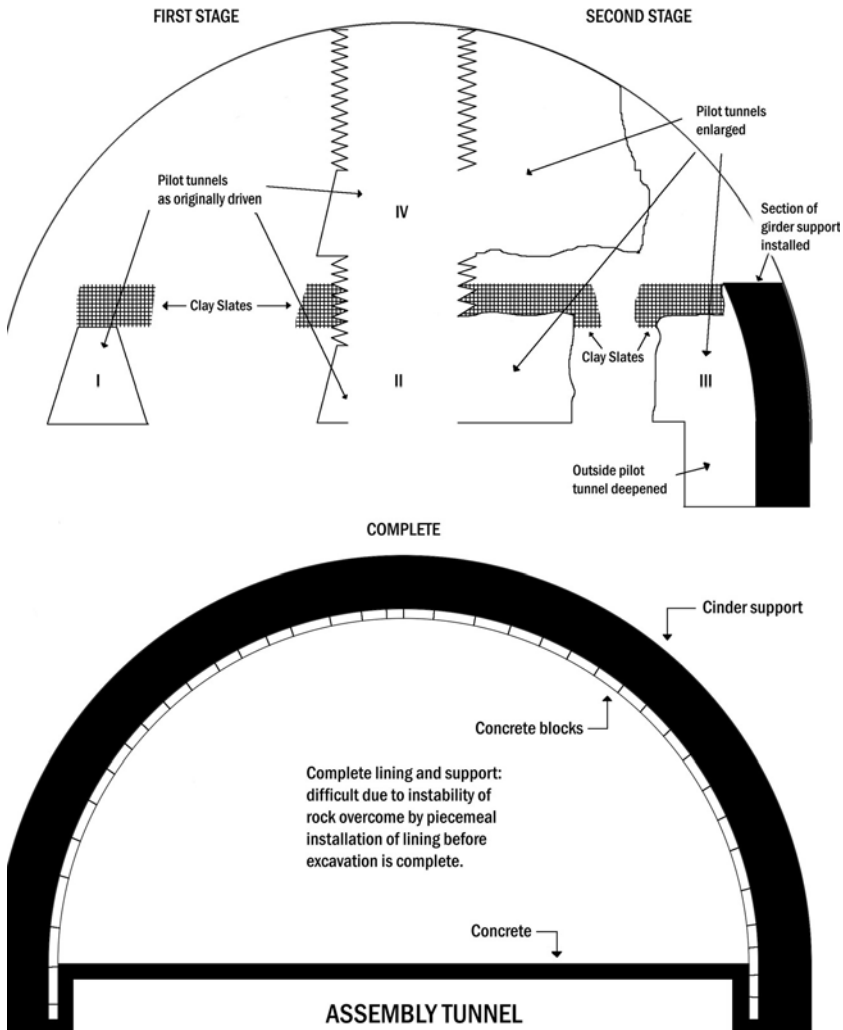 FIRST STAGE
SECOND STAGE
Pilot tunnels
enlarged
Pilot tunnels
as originally driven
IV
Section of
girder support
installed
Clay Slates
I
II
Clay Slates
III
Outside pilot
tunnel deepened
COMPLETE
Cinder support
Concrete blocks
Complete lining and support:
difficult due to instability of
rock overcome by piecemeal
installation of lining before
excavation is complete.
Concrete
ASSEMBLY TUNNEL